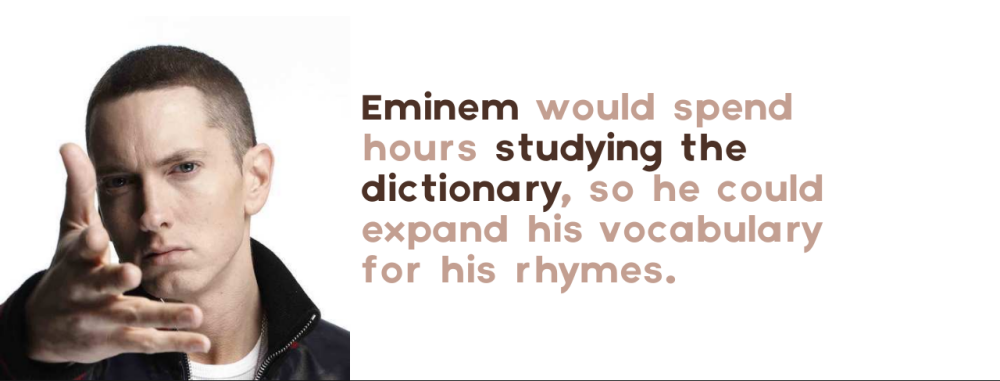 Eminem would spend
hours studying the
dictionary, so he could
expand his vocabulary
for his rhymes.